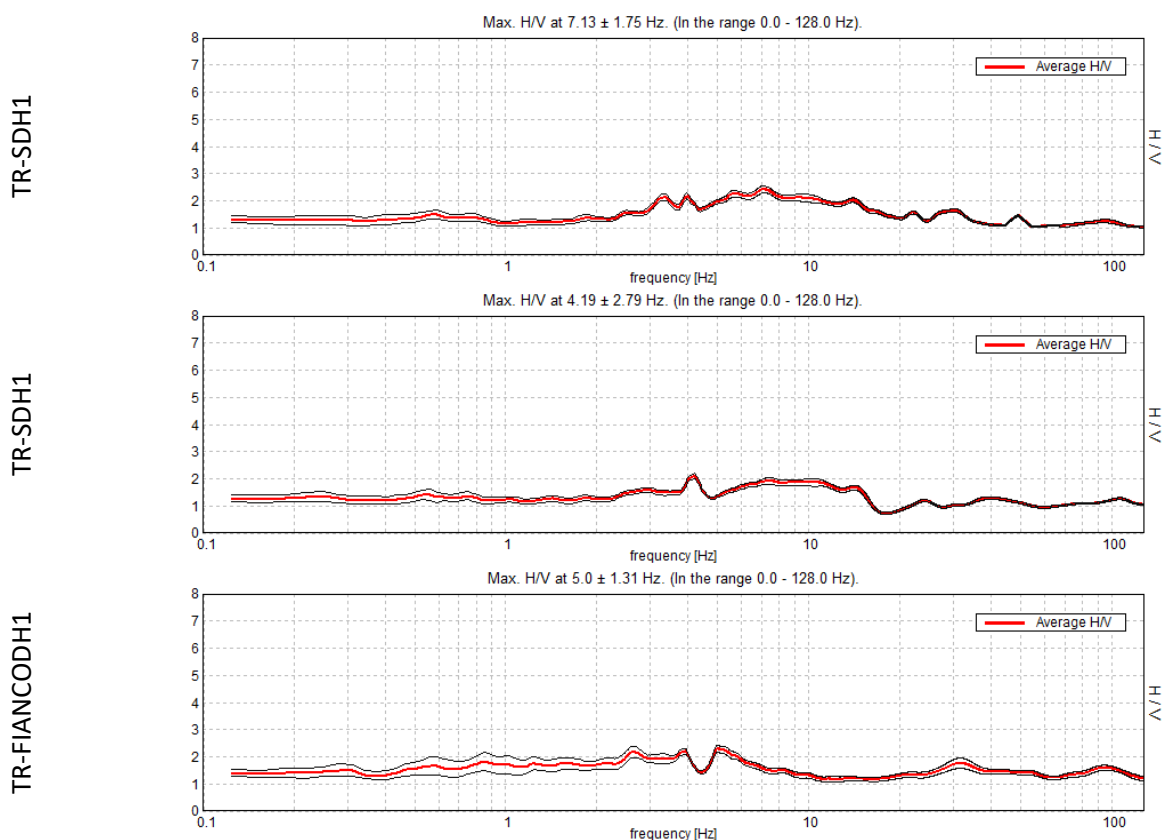 Max. H/V at 7.13 ± 1.75 Hz. (In the range 0.0 - 128.0 Hz).
TR-SDH1
8
7
6
5
4
3
2
1
0
Average H/V
H / V
0.1 1 10 100
frequency [Hz]
Max. H/V at 4.19 ± 2.79 Hz. (In the range 0.0 - 128.0 Hz).
TR-SDH1
8
7
6
5
4
3
2
1
0
Average H/V
H / V
0.1 1 10 100
frequency [Hz]
Max. H/V at 5.0 ± 1.31 Hz. (In the range 0.0 - 128.0 Hz).
TR-FIANCODH1
8
7
6
5
4
3
2
1
0
Average H/V
H / V
0.1 1 10 100
frequency [Hz]